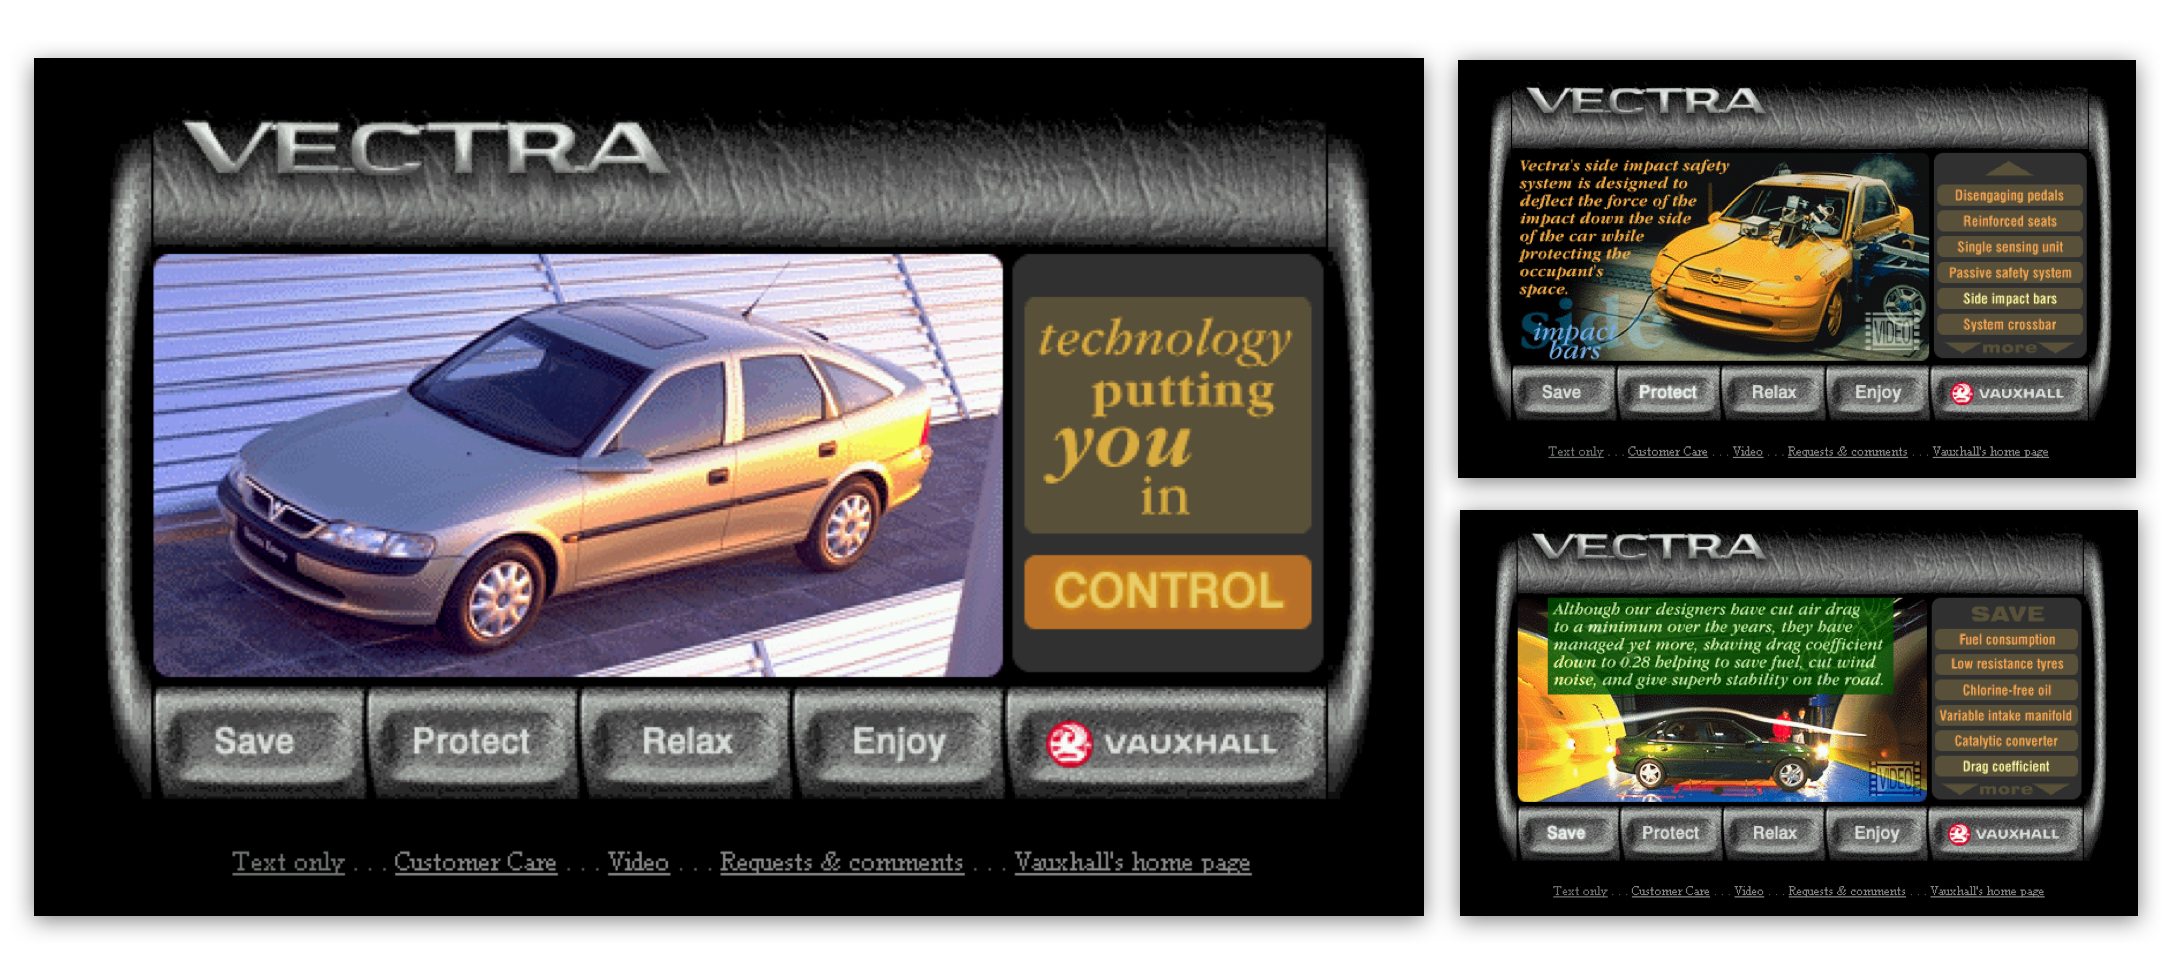 VECTRA
technology
putting
you
in
CONTROL
Save
Protect
Relax
Enjoy
VAUXHALL
Text only . . . Customer Care . . . Video . . . Requests & comments . . . Vauxhall's home page
VECTRA
Vectra's side impact safety
system is designed to
deflect the force of the
impact down the side
of the car while
protecting the
occupant's
space.
side
impact
bars
VIDEO
Disengaging pedals
Reinforced seats
Single sensing unit
Passive safety system
Side impact bars
System crossbar
more
Save
Protect
Relax
Enjoy
VAUXHALL
Text only . . . Customer Care . . . Video . . . Requests & comments . . . Vauxhall's home page
VECTRA
Although our designers have cut air drag
to a minimum over the years, they have
managed yet more, shaving drag coefficient
down to 0.28 helping to save fuel, cut wind
noise, and give superb stability on the road.
VIDEO
SAVE
Fuel consumption
Low resistance tyres
Chlorine-free oil
Variable intake manifold
Catalytic converter
Drag coefficient
more
Save
Protect
Relax
Enjoy
VAUXHALL
Text only . . . Customer Care . . . Video . . . Requests & comments . . . Vauxhall's home page